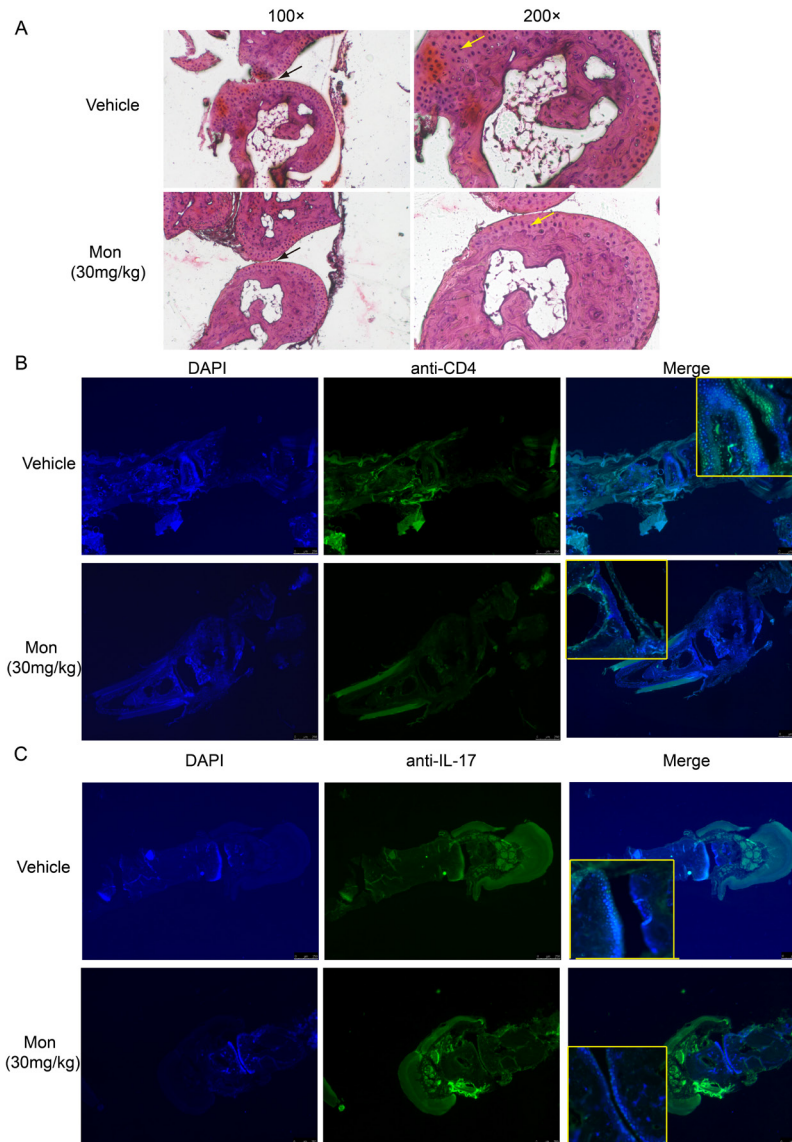 100× 200×
A
Vehicle
Mon
(30mg/kg)
B
DAPI anti-CD4 Merge
Vehicle
Mon
(30mg/kg)
C
DAPI anti-IL-17 Merge
Vehicle
Mon
(30mg/kg)